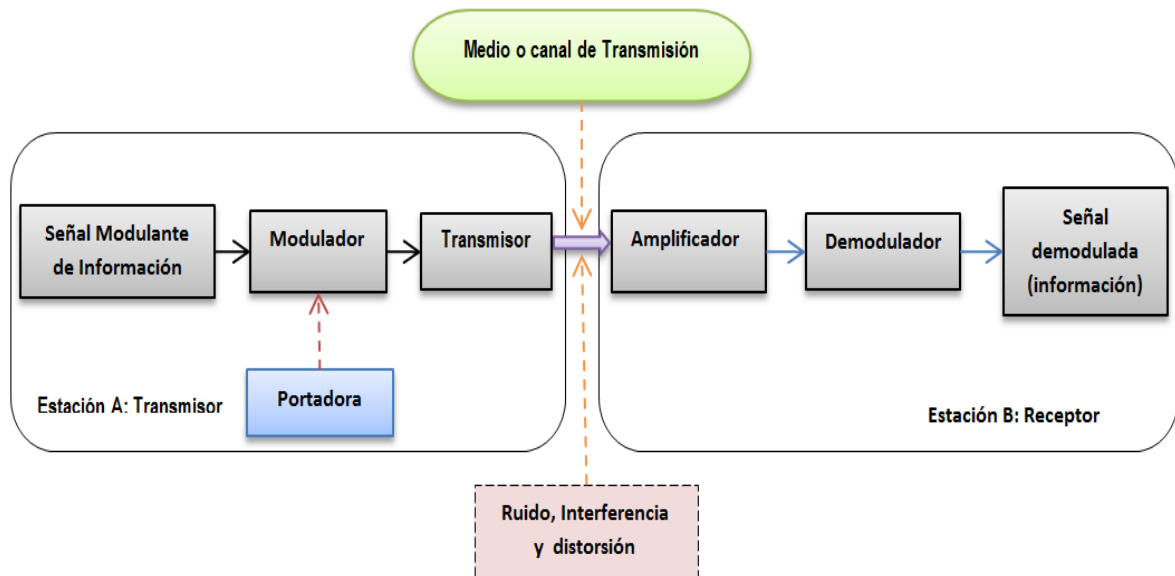 Medio o canal de Transmisión
Señal Modulante
de Información
Modulador
Transmisor
Amplificador
Demodulador
Señal
demodulada
(información)
Portadora
Estación A: Transmisor
Estación B: Receptor
Ruido, Interferencia
y distorsión